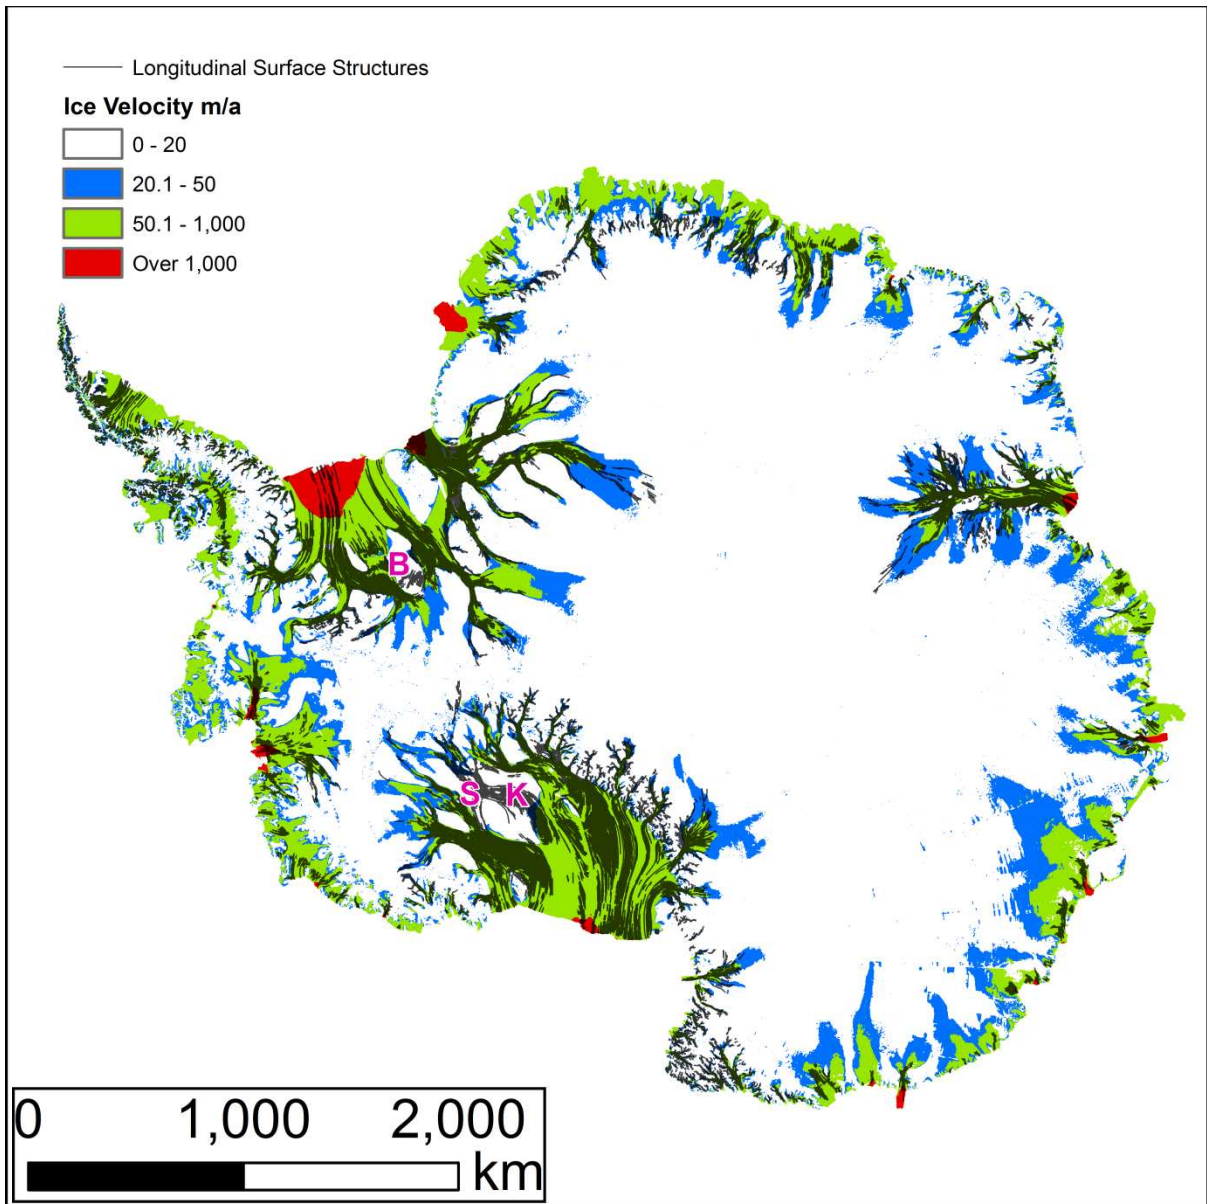 Longitudinal Surface Structures
Ice Velocity m/a
0 - 20
20.1 - 50
50.1 - 1,000
Over 1,000
B
S K
0 1,000 2,000
km